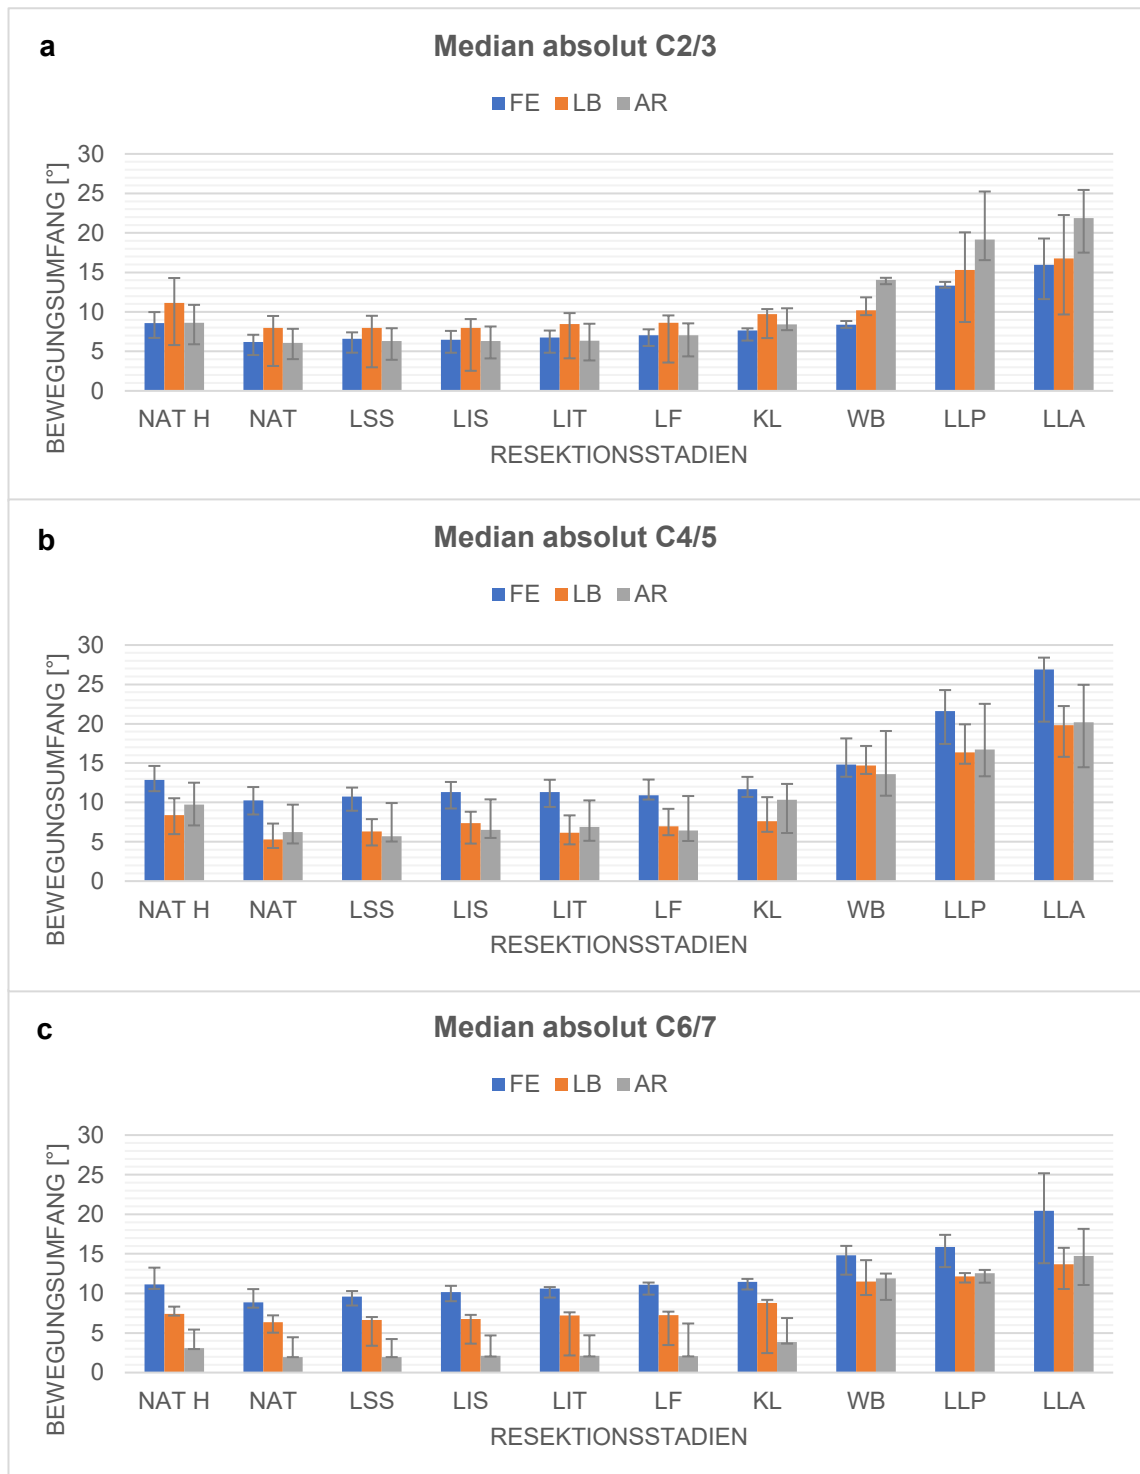 a
Median absolut C2/3
FE LB AR
BEWEGUNGSUMFANG [°]
30
25
20
15
10
5
0
NAT H NAT LSS LIS LIT LF KL WB LLP LLA
RESEKTIONSSTADIEN
b
Median absolut C4/5
FE LB AR
BEWEGUNGSUMFANG [°]
30
25
20
15
10
5
0
NAT H NAT LSS LIS LIT LF KL WB LLP LLA
RESEKTIONSSTADIEN
c
Median absolut C6/7
FE LB AR
BEWEGUNGSUMFANG [°]
30
25
20
15
10
5
0
NAT H NAT LSS LIS LIT LF KL WB LLP LLA
RESEKTIONSSTADIEN